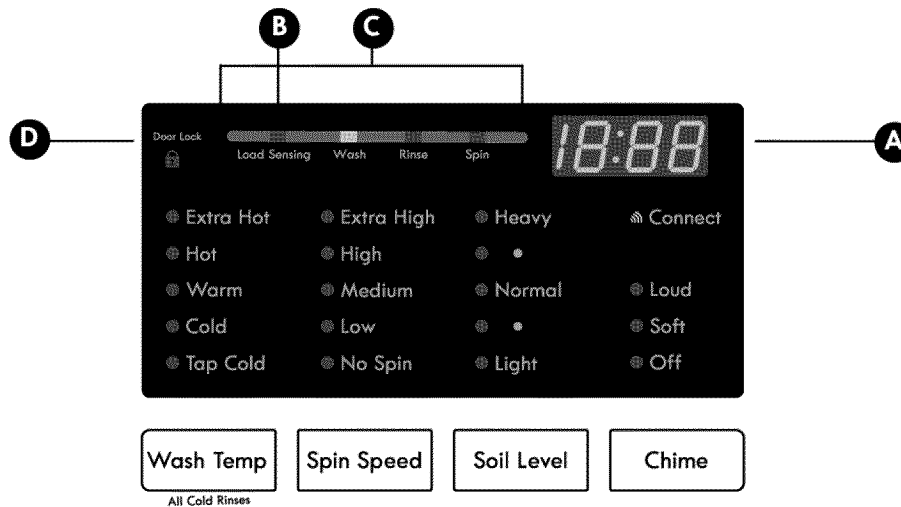 B C
D A
Door Lock
Load Sensing Wash Rinse Spin
18:88
Extra Hot Extra High Heavy Connect
Hot High
Warm Medium Normal Loud
Cold Low Soft
Tap Cold No Spin Light Off
Wash Temp Spin Speed Soil Level Chime
All Cold Rinses